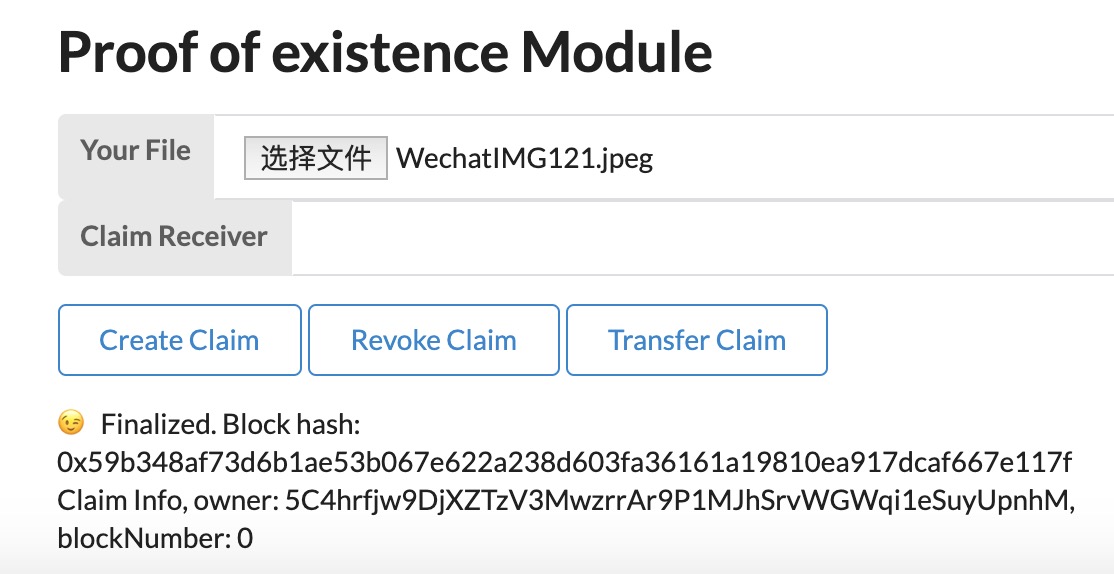 Proof of existence Module
Your File
选择文件 WechatIMG121.jpeg
Claim Receiver
Create Claim
Revoke Claim
Transfer Claim
😉 Finalized. Block hash:
0x59b348af73d6b1ae53b067e622a238d603fa36161a19810ea917dcaf667e117f
Claim Info, owner: 5C4hrfjw9DjXZTzV3MwzrrAr9P1MJhSrvWGWqi1eSuyUpnhM,
blockNumber: 0